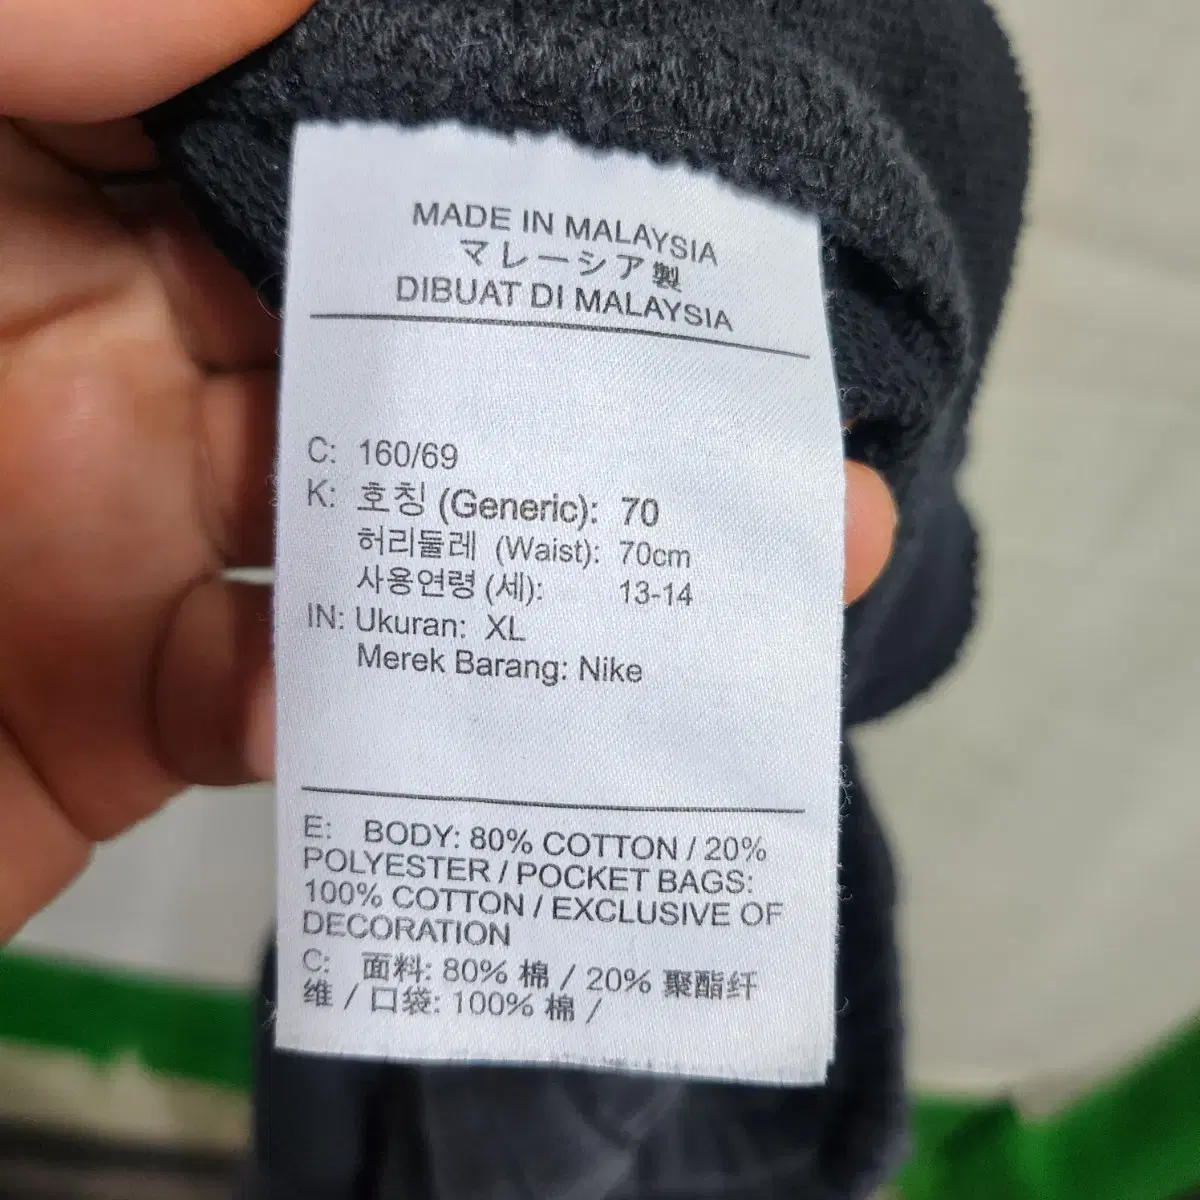 MADE IN MALAYSIA
マレーシア製
DIBUAT DI MALAYSIA
C: 160/69
K: 호칭 (Generic): 70
허리둘레 (Waist): 70cm
사용연령 (세): 13-14
IN: Ukuran: XL
Merek Barang: Nike
E: BODY: 80% COTTON / 20%
POLYESTER / POCKET BAGS:
100% COTTON / EXCLUSIVE OF
DECORATION
C: 面料: 80% 棉 / 20% 聚酯纤
维 / 口袋: 100% 棉 /